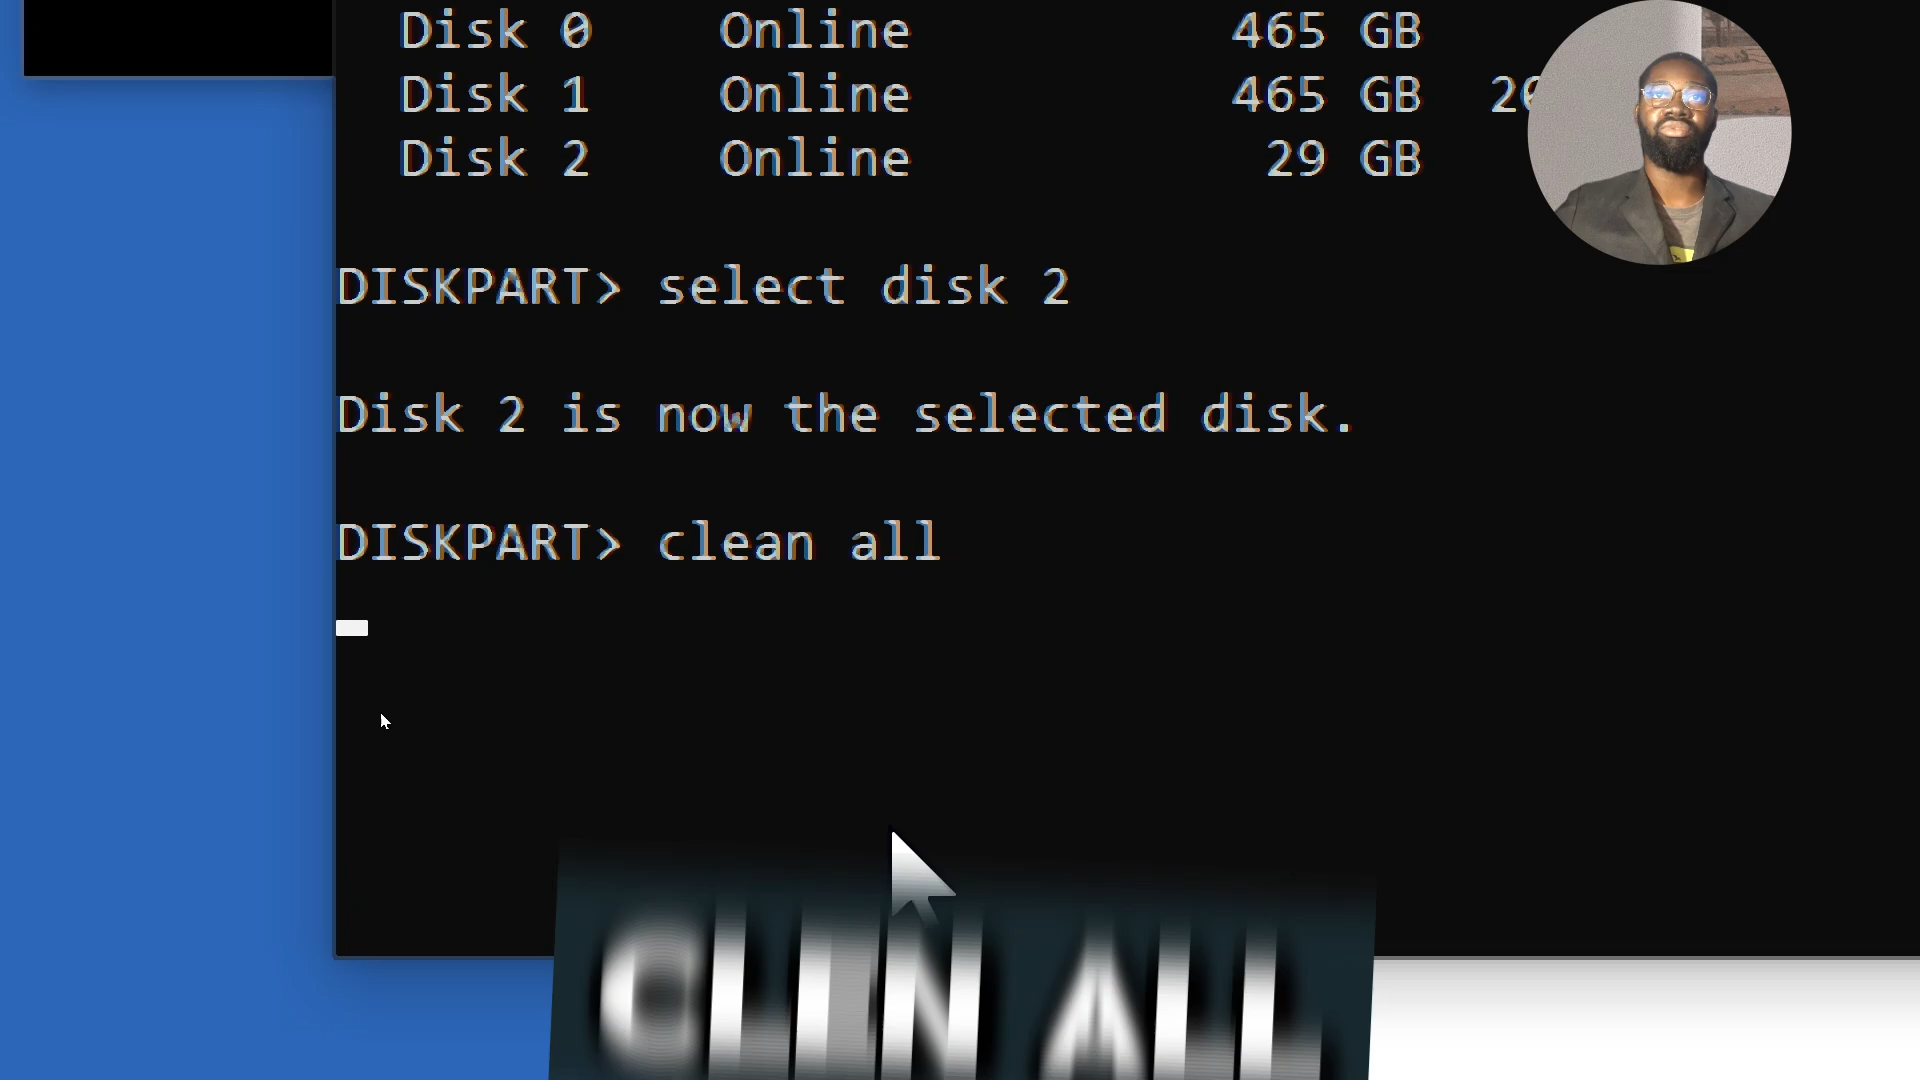 Disk 0 Online 465 GB
Disk 1 Online 465 GB
Disk 2 Online 29 GB
DISKPART> select disk 2
Disk 2 is now the selected disk.
DISKPART> clean all
ALL